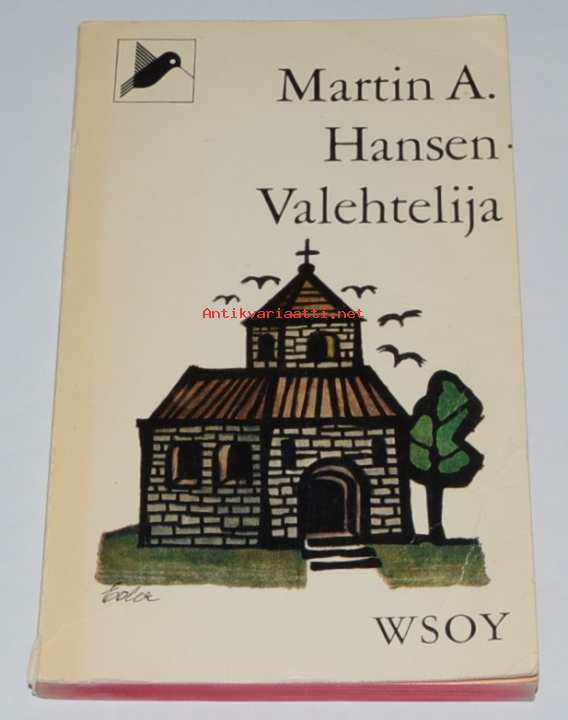 Martin A.
Hansen ·
Valehtelija
Antikvariaatti.net
WSOY